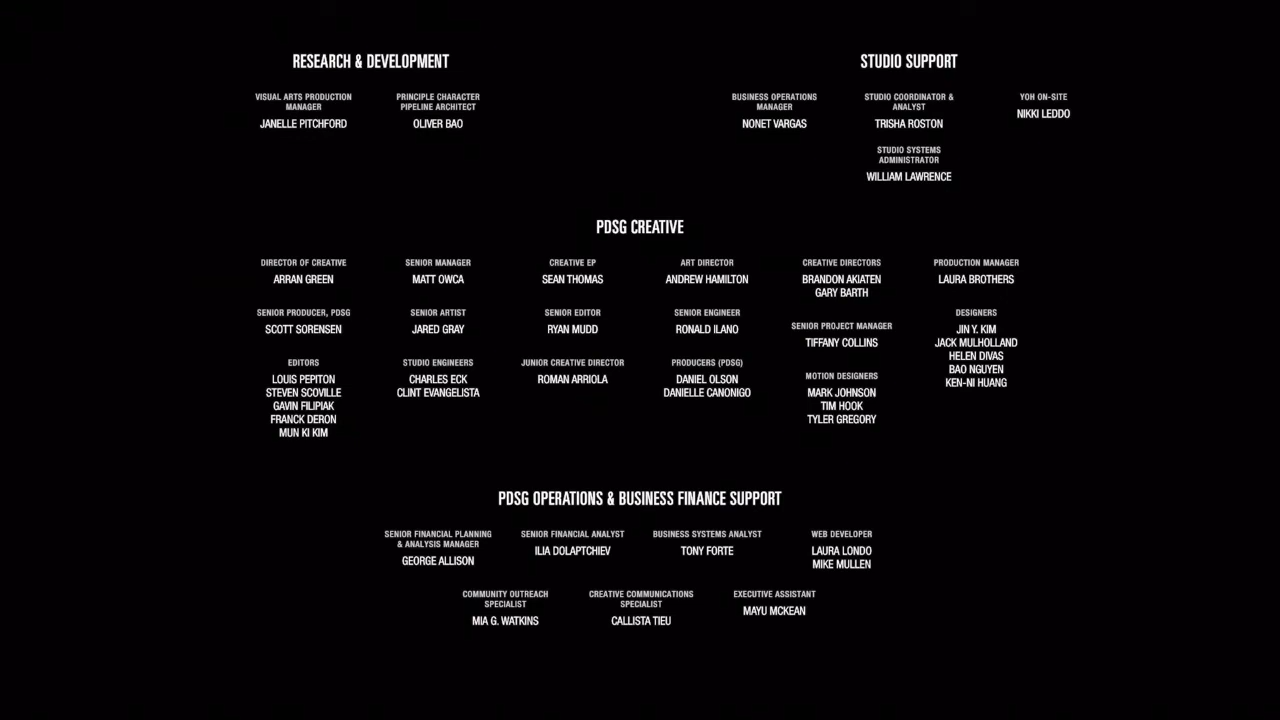 RESEARCH & DEVELOPMENT
VISUAL ARTS PRODUCTION
MANAGER
JANELLE PITCHFORD
PRINCIPLE CHARACTER
PIPELINE ARCHITECT
OLIVER BAO
STUDIO SUPPORT
BUSINESS OPERATIONS
MANAGER
NONET VARGAS
STUDIO COORDINATOR &
ANALYST
TRISHA ROSTON
YOH ON-SITE
NIKKI LEDDO
STUDIO SYSTEMS
ADMINISTRATOR
WILLIAM LAWRENCE
PDSG CREATIVE
DIRECTOR OF CREATIVE
ARRAN GREEN
SENIOR MANAGER
MATT OWCA
CREATIVE EP
SEAN THOMAS
ART DIRECTOR
ANDREW HAMILTON
CREATIVE DIRECTORS
BRANDON AKIATEN
GARY BARTH
PRODUCTION MANAGER
LAURA BROTHERS
SENIOR PRODUCER, PDSG
SCOTT SORENSEN
SENIOR ARTIST
JARED GRAY
SENIOR EDITOR
RYAN MUDD
SENIOR ENGINEER
RONALD ILANO
SENIOR PROJECT MANAGER
TIFFANY COLLINS
DESIGNERS
JIN Y. KIM
JACK MULHOLLAND
HELEN DIVAS
BAO NGUYEN
KEN-NI HUANG
EDITORS
LOUIS PEPITON
STEVEN SCOVILLE
GAVIN FILIPIAK
FRANCK DERON
MUN KI KIM
STUDIO ENGINEERS
CHARLES ECK
CLINT EVANGELISTA
JUNIOR CREATIVE DIRECTOR
ROMAN ARRIOLA
PRODUCERS (PDSG)
DANIEL OLSON
DANIELLE CANONIGO
MOTION DESIGNERS
MARK JOHNSON
TIM HOOK
TYLER GREGORY
PDSG OPERATIONS & BUSINESS FINANCE SUPPORT
SENIOR FINANCIAL PLANNING
& ANALYSIS MANAGER
GEORGE ALLISON
SENIOR FINANCIAL ANALYST
ILIA DOLAPTCHIEV
BUSINESS SYSTEMS ANALYST
TONY FORTE
WEB DEVELOPER
LAURA LONDO
MIKE MULLEN
COMMUNITY OUTREACH
SPECIALIST
MIA G. WATKINS
CREATIVE COMMUNICATIONS
SPECIALIST
CALLISTA TIEU
EXECUTIVE ASSISTANT
MAYU MCKEAN